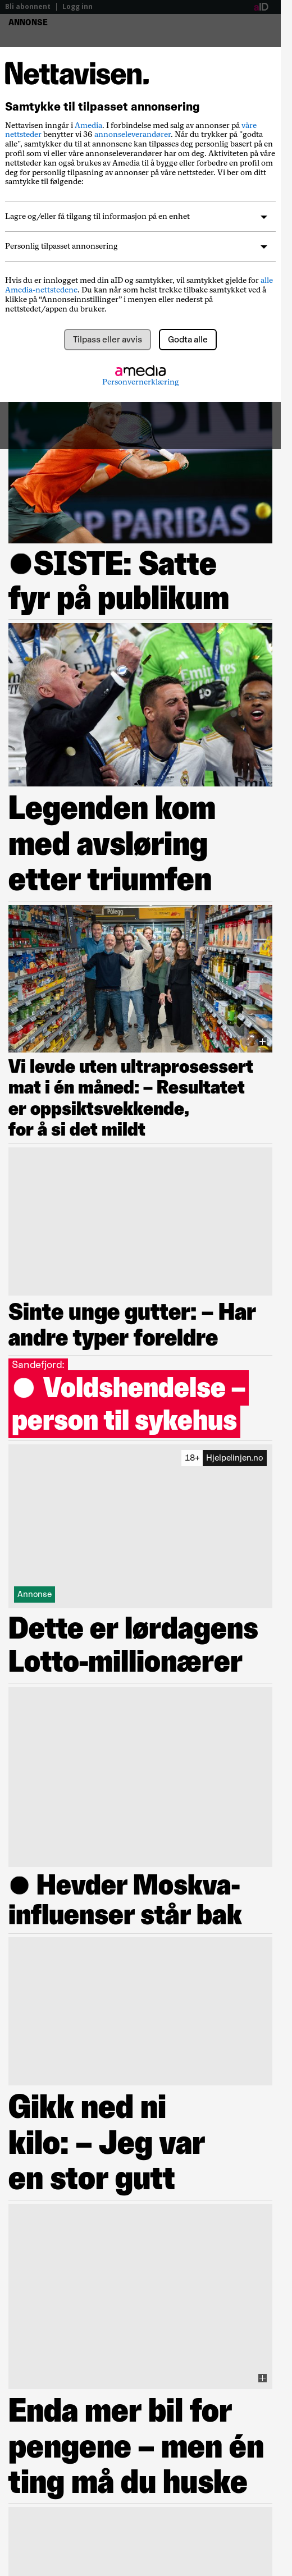 Bli abonnent | Logg inn
aID
ANNONSE
Nettavisen.
Samtykke til tilpasset annonsering
Nettavisen inngår i Amedia. I forbindelse med salg av annonser på våre
nettsteder benytter vi 36 annonseleverandører. Når du trykker på "godta
alle", samtykker du til at annonsene kan tilpasses deg personlig basert på en
profil som vi eller våre annonseleverandører har om deg. Aktiviteten på våre
nettsteder kan også brukes av Amedia til å bygge eller forbedre en profil om
deg for personlig tilpasning av annonser på våre nettsteder. Vi ber om ditt
samtykke til følgende:
Lagre og/eller få tilgang til informasjon på en enhet
Personlig tilpasset annonsering
Hvis du er innlogget med din aID og samtykker, vil samtykket gjelde for alle
Amedia-nettstedene. Du kan når som helst trekke tilbake samtykket ved å
klikke på “Annonseinnstillinger” i menyen eller nederst på
nettstedet/appen du bruker.
Tilpass eller avvis
Godta alle
amedia
Personvernerklæring
PARIBAS
●SISTE: Satte
fyr på publikum
Legenden kom
med avsløring
etter triumfen
Pålegg
Vi levde uten ultraprosessert
mat i én måned: – Resultatet
er oppsiktsvekkende,
for å si det mildt
Sinte unge gutter: – Har
andre typer foreldre
Sandefjord:
● Voldshendelse –
person til sykehus
18+ Hjelpelinjen.no
Annonse
Dette er lørdagens
Lotto-millionærer
● Hevder Moskva-
influenser står bak
Gikk ned ni
kilo: – Jeg var
en stor gutt
Enda mer bil for
pengene – men én
ting må du huske